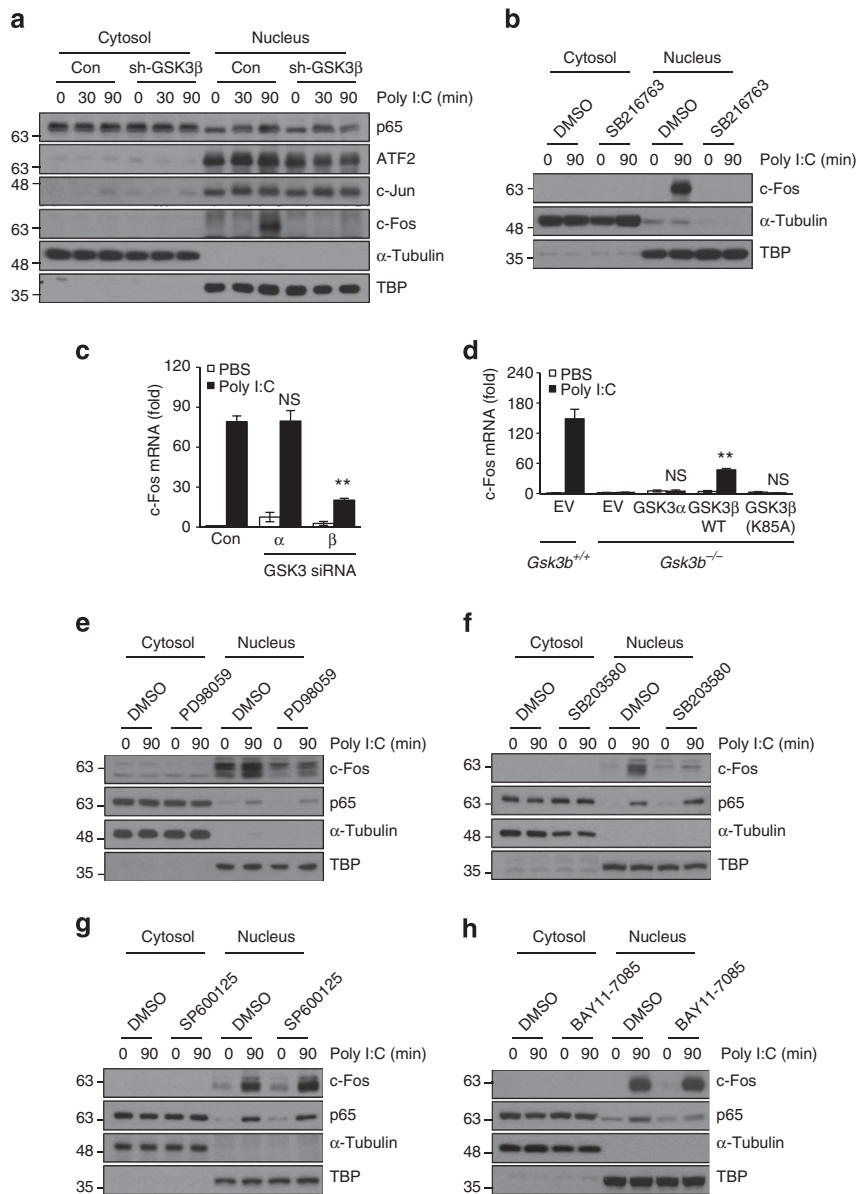 a
Cytosol Nucleus
Con sh-GSK3β Con sh-GSK3β
0 30 90 0 30 90 0 30 90 0 30 90 Poly I:C (min)
63 p65
63 ATF2
48 c-Jun
63 c-Fos
48 α-Tubulin
35 TBP
b
Cytosol Nucleus
DMSO SB216763 DMSO SB216763
0 90 0 90 0 90 0 90 Poly I:C (min)
63 c-Fos
48 α-Tubulin
35 TBP
c
c-Fos mRNA (fold)
120
90
60
30
0
PBS
Poly I:C
NS
**
Con α β
GSK3 siRNA
d
c-Fos mRNA (fold)
240
180
120
60
0
PBS
Poly I:C
NS ** NS
EV EV GSK3α GSK3β WT GSK3β (K85A)
Gsk3b+/+ Gsk3b−/−
e
Cytosol Nucleus
DMSO PD98059 DMSO PD98059
0 90 0 90 0 90 0 90 Poly I:C (min)
63 c-Fos
63 p65
48 α-Tubulin
35 TBP
f
Cytosol Nucleus
DMSO SB203580 DMSO SB203580
0 90 0 90 0 90 0 90 Poly I:C (min)
63 c-Fos
63 p65
48 α-Tubulin
35 TBP
g
Cytosol Nucleus
DMSO SP600125 DMSO SP600125
0 90 0 90 0 90 0 90 Poly I:C (min)
63 c-Fos
63 p65
48 α-Tubulin
35 TBP
h
Cytosol Nucleus
DMSO BAY11-7085 DMSO BAY11-7085
0 90 0 90 0 90 0 90 Poly I:C (min)
63 c-Fos
63 p65
48 α-Tubulin
35 TBP